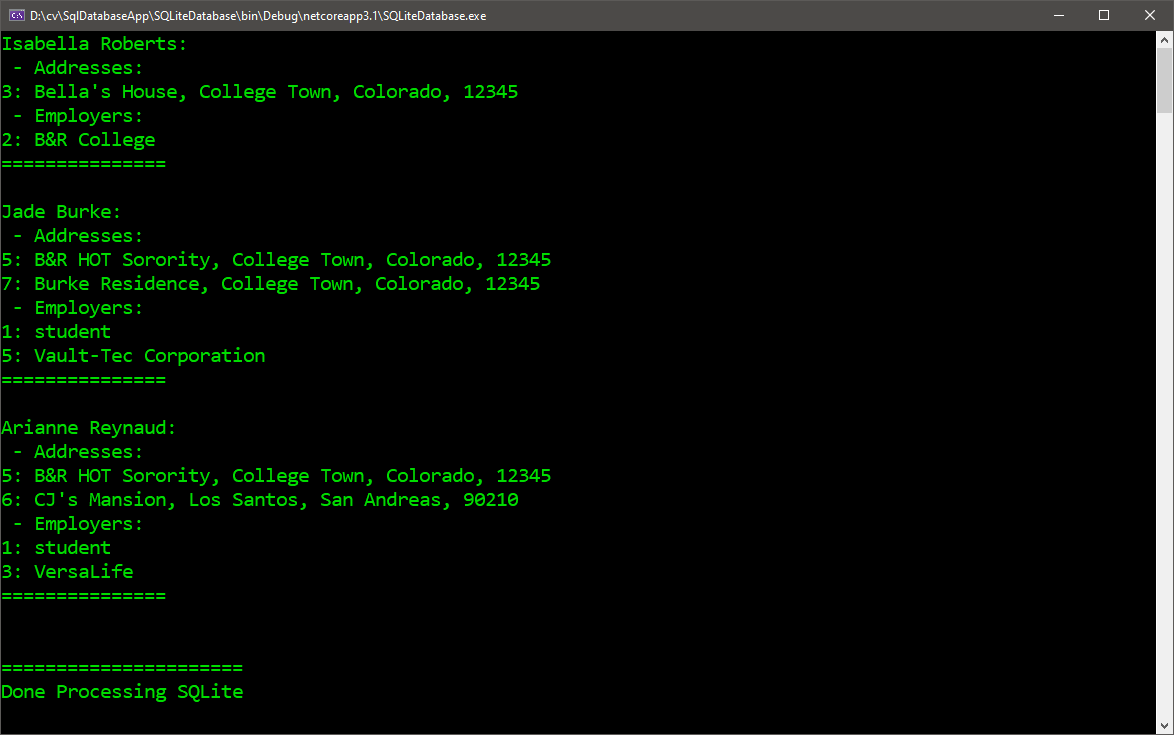 D:\cv\SqlDatabaseApp\SQLiteDatabase\bin\Debug\netcoreapp3.1\SQLiteDatabase.exe
Isabella Roberts:
 - Addresses:
3: Bella's House, College Town, Colorado, 12345
 - Employers:
2: B&R College
===============

Jade Burke:
 - Addresses:
5: B&R HOT Sorority, College Town, Colorado, 12345
7: Burke Residence, College Town, Colorado, 12345
 - Employers:
1: student
5: Vault-Tec Corporation
===============

Arianne Reynaud:
 - Addresses:
5: B&R HOT Sorority, College Town, Colorado, 12345
6: CJ's Mansion, Los Santos, San Andreas, 90210
 - Employers:
1: student
3: VersaLife
===============


======================
Done Processing SQLite